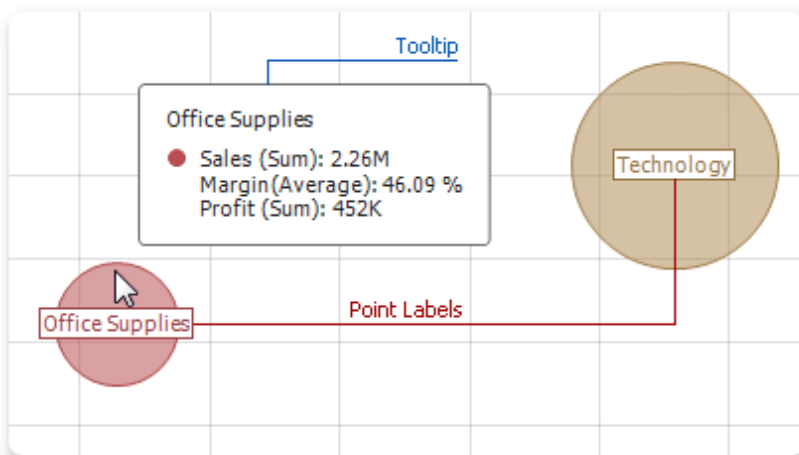 Tooltip
Office Supplies
Sales (Sum): 2.26M
Margin(Average): 46.09 %
Profit (Sum): 452K
Technology
Point Labels
Office Supplies